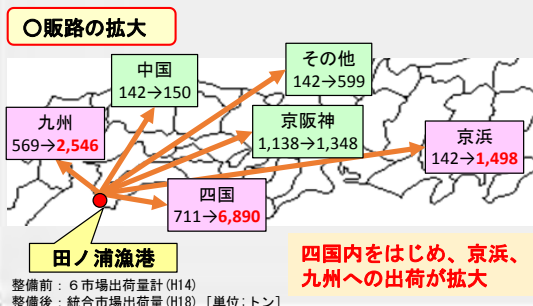 〇販路の拡大
その他
142→599
中国
142→150
九州
569→2,546
京阪神
1,138→1,348
京浜
142→1,498
四国
711→6,890
田ノ浦漁港
四国内をはじめ、京浜、
九州への出荷が拡大
整備前：６市場出荷量計(H14)
整備後：統合市場出荷量(H18) [単位:トン]